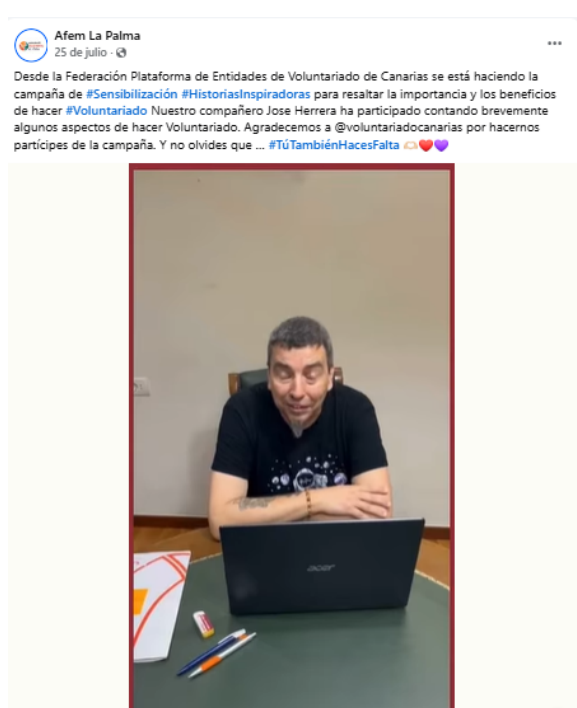 Afem La Palma
25 de julio ·
Desde la Federación Plataforma de Entidades de Voluntariado de Canarias se está haciendo la
campaña de #Sensibilización #HistoriasInspiradoras para resaltar la importancia y los beneficios
de hacer #Voluntariado Nuestro compañero Jose Herrera ha participado contando brevemente
algunos aspectos de hacer Voluntariado. Agradecemos a @voluntariadocanarias por hacernos
partícipes de la campaña. Y no olvides que ... #TúTambiénHacesFalta 🫶🏻❤️💜
acer